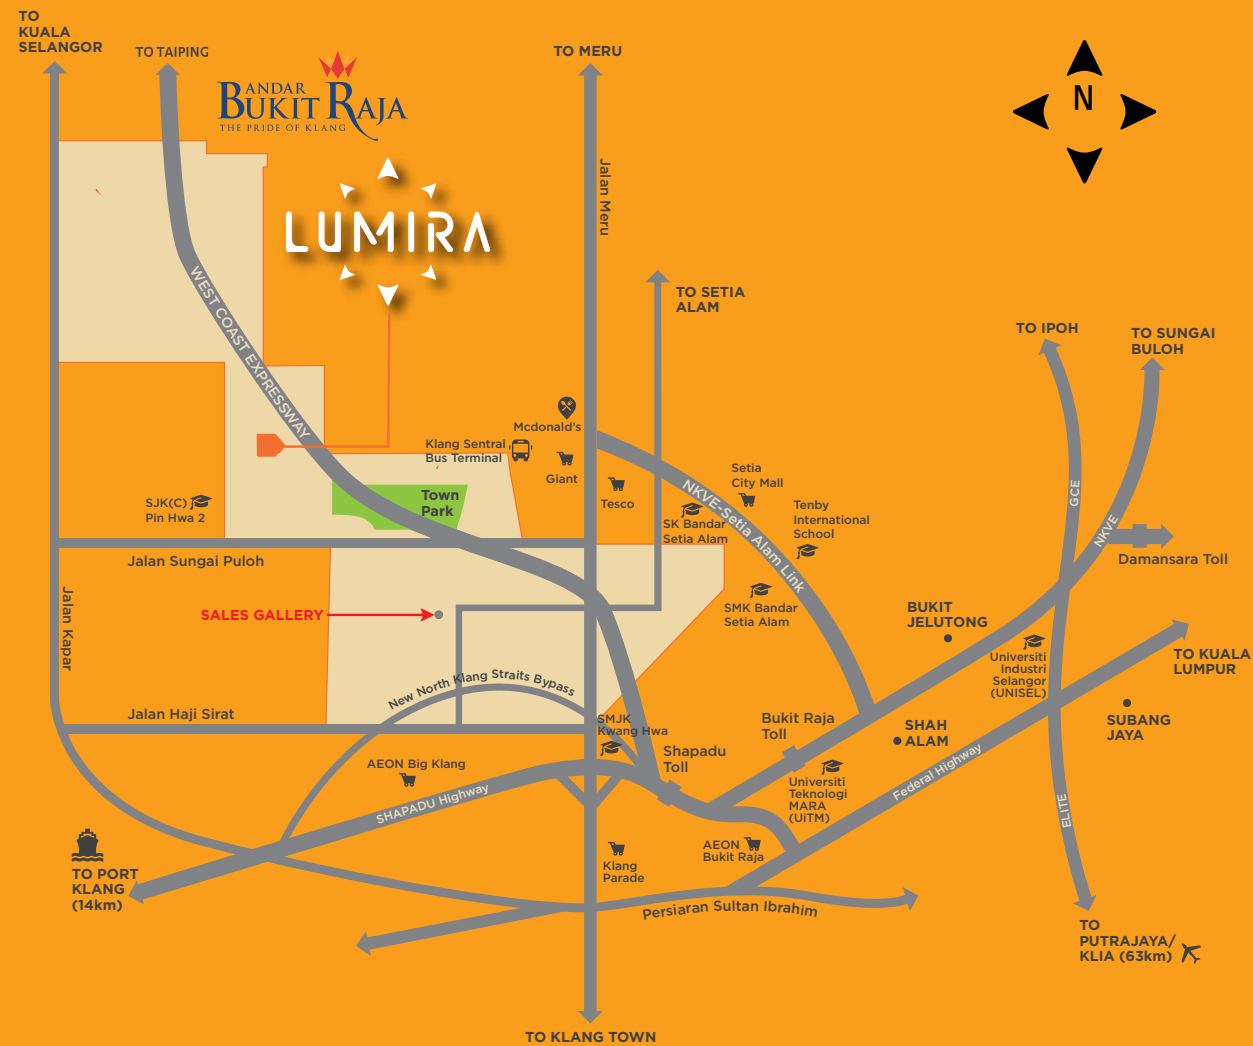 TO
KUALA
SELANGOR
TO TAIPING
BANDAR
BUKIT RAJA
THE PRIDE OF KLANG
TO MERU
N
Jalan Meru
LUMIRA
WEST COAST EXPRESSWAY
TO SETIA
ALAM
TO IPOH
TO SUNGAI
BULOH
Mcdonald's
Klang Sentral
Bus Terminal
Giant
Tesco
Setia
City Mall
NKVE-Setia Alam Link
SK Bandar
Setia Alam
Tenby
International
School
GCE
NKVE
Damansara Toll
SJK(C)
Pin Hwa 2
Town
Park
Jalan Sungai Puloh
Jalan Kapar
SALES GALLERY
SMK Bandar
Setia Alam
BUKIT
JELUTONG
Universiti
Industri
Selangor
(UNISEL)
TO KUALA
LUMPUR
New North Klang Straits Bypass
Jalan Haji Sirat
SMJK
Kwang Hwa
Shapadu
Toll
Bukit Raja
Toll
SHAH
ALAM
SUBANG
JAYA
AEON Big Klang
SHAPADU Highway
Universiti
Teknologi
MARA
(UiTM)
Federal Highway
ELITE
AEON
Bukit Raja
Klang
Parade
TO PORT
KLANG
(14km)
Persiaran Sultan Ibrahim
TO
PUTRAJAYA/
KLIA (63km)
TO KLANG TOWN